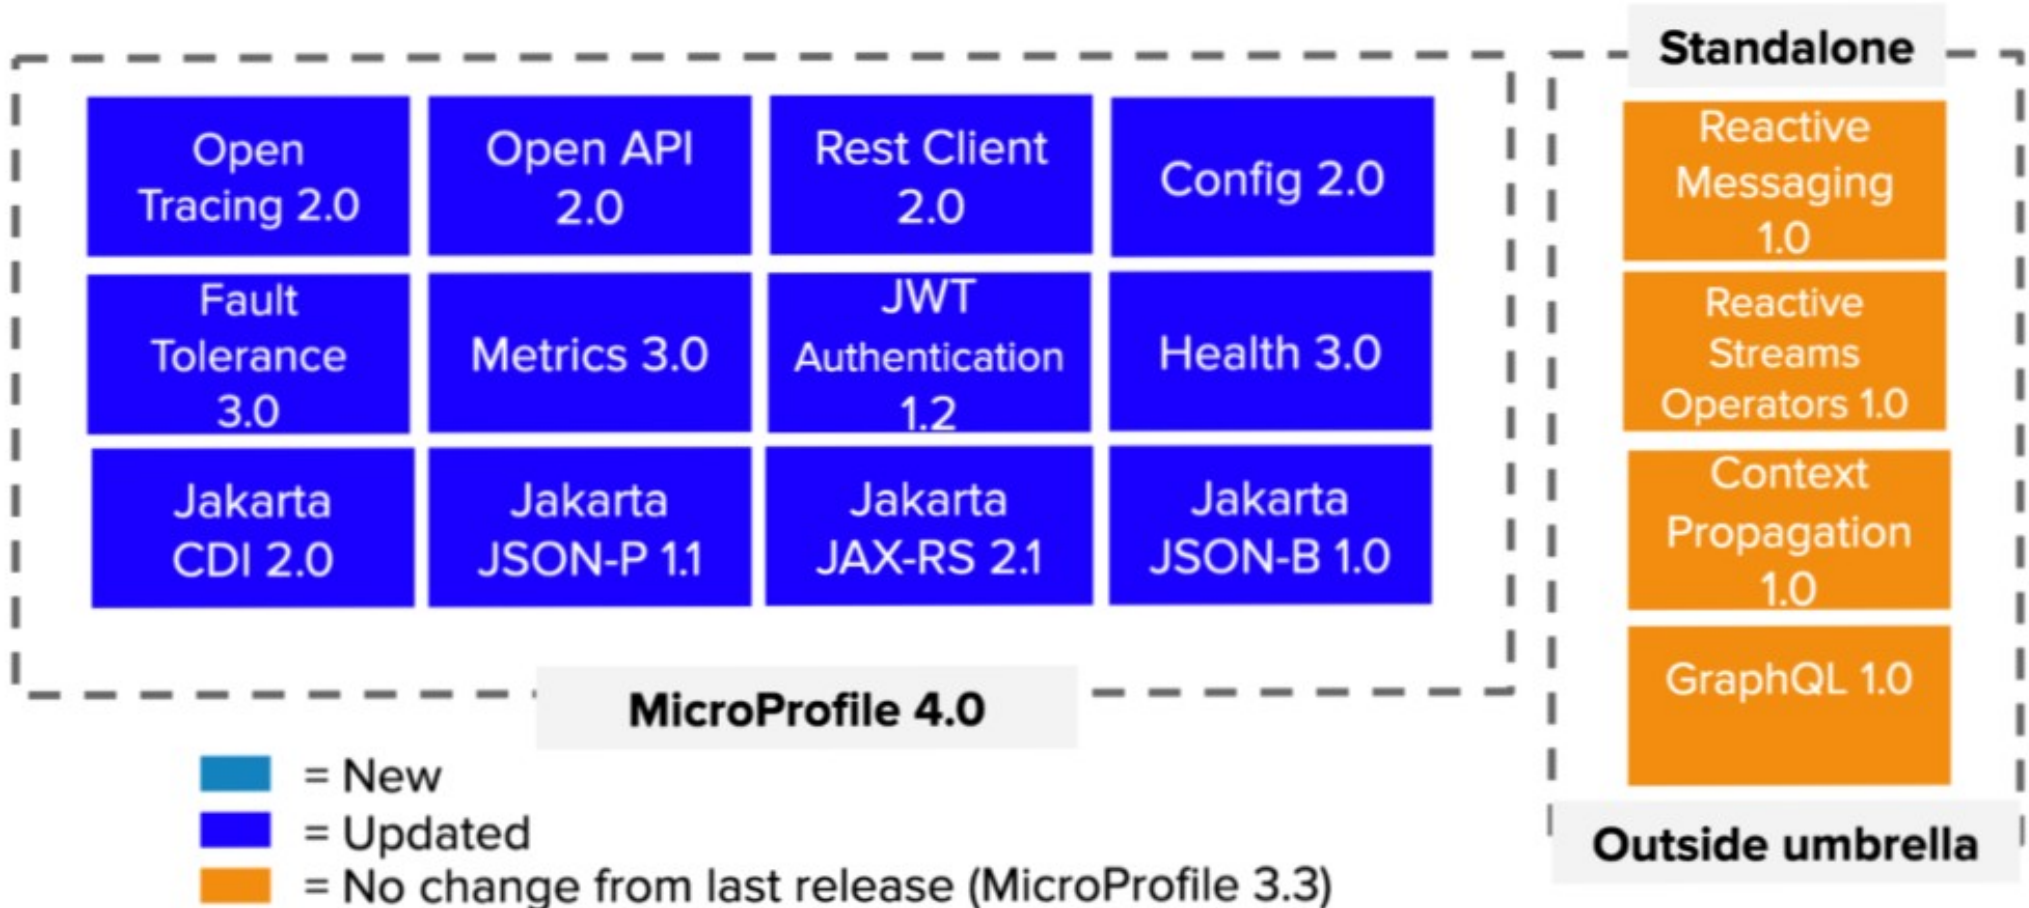 Standalone
Open
Tracing 2.0
Open API
2.0
Rest Client
2.0
Config 2.0
Reactive
Messaging
1.0
Fault
Tolerance
3.0
Metrics 3.0
JWT
Authentication
1.2
Health 3.0
Reactive
Streams
Operators 1.0
Jakarta
CDI 2.0
Jakarta
JSON-P 1.1
Jakarta
JAX-RS 2.1
Jakarta
JSON-B 1.0
Context
Propagation
1.0
GraphQL 1.0
MicroProfile 4.0
Outside umbrella
= New
= Updated
= No change from last release (MicroProfile 3.3)